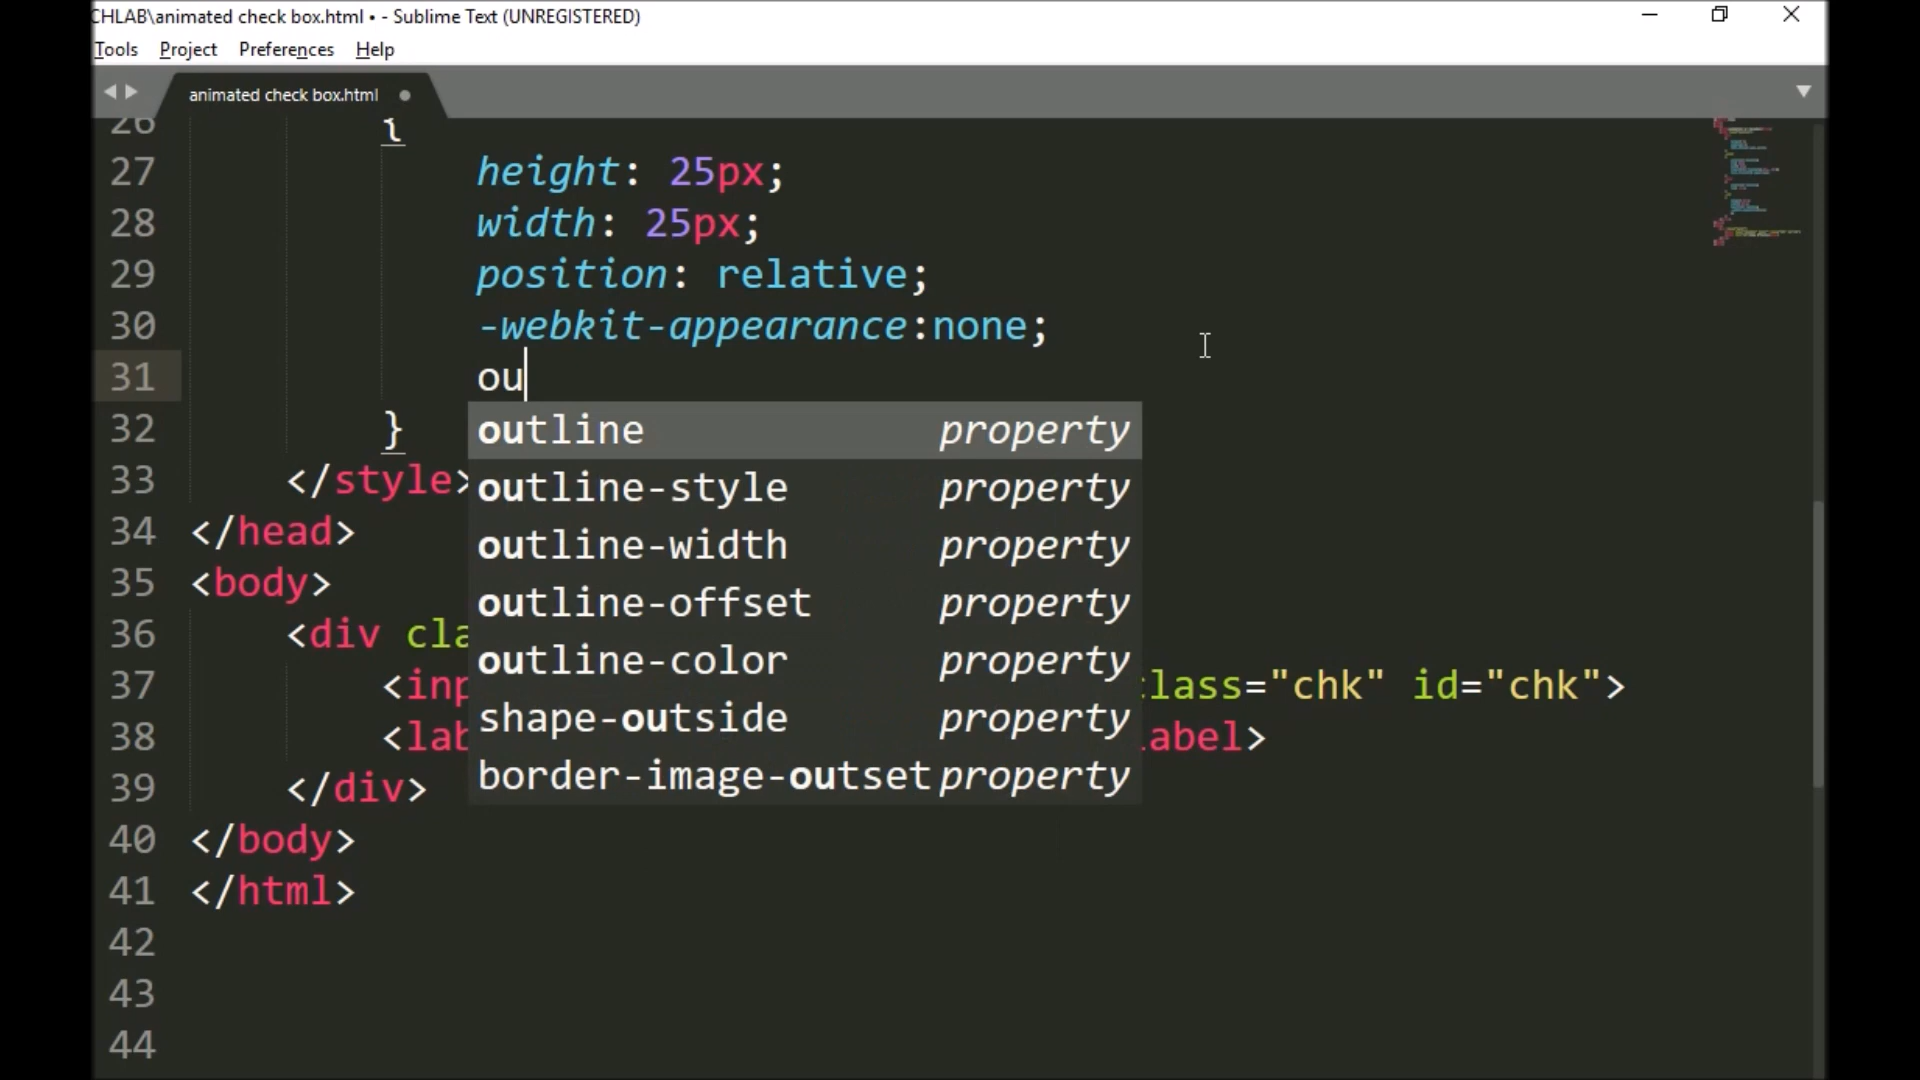 CHLAB\animated check box.html • - Sublime Text (UNREGISTERED)
Tools Project Preferences Help
animated check box.html
26 {
27 height: 25px;
28 width: 25px;
29 position: relative;
30 -webkit-appearance:none;
31 ou
32 }
outline property
33 </style>
outline-style property
34 </head>
outline-width property
35 <body>
outline-offset property
36 <div cla
outline-color property
37 <inp class="chk" id="chk">
shape-outside property
38 <lab label>
border-image-outset property
39 </div>
40 </body>
41 </html>
42
43
44